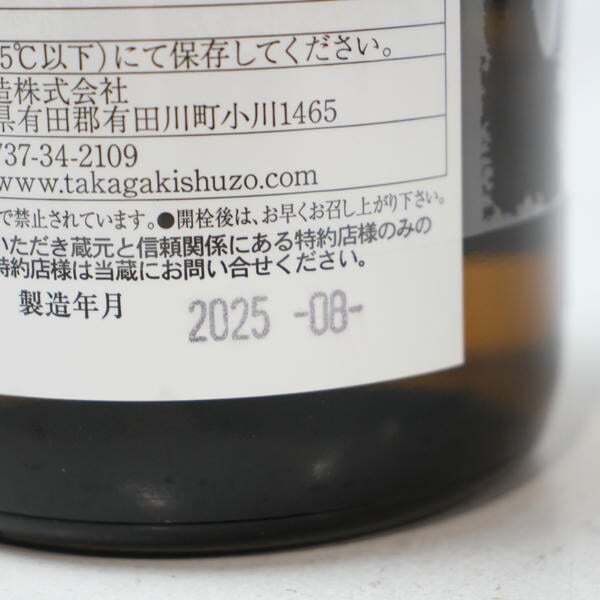 5℃以下)にて保存してください。
造株式会社
県有田郡有田川町小川1465
737-34-2109
www.takagakishuzo.com
で禁止されています。●開栓後は、お早くお召し上がり下さい。
いただき蔵元と信頼関係にある特約店様のみの
特約店様は当蔵にお問い合せください。
製造年月 2025 -08-